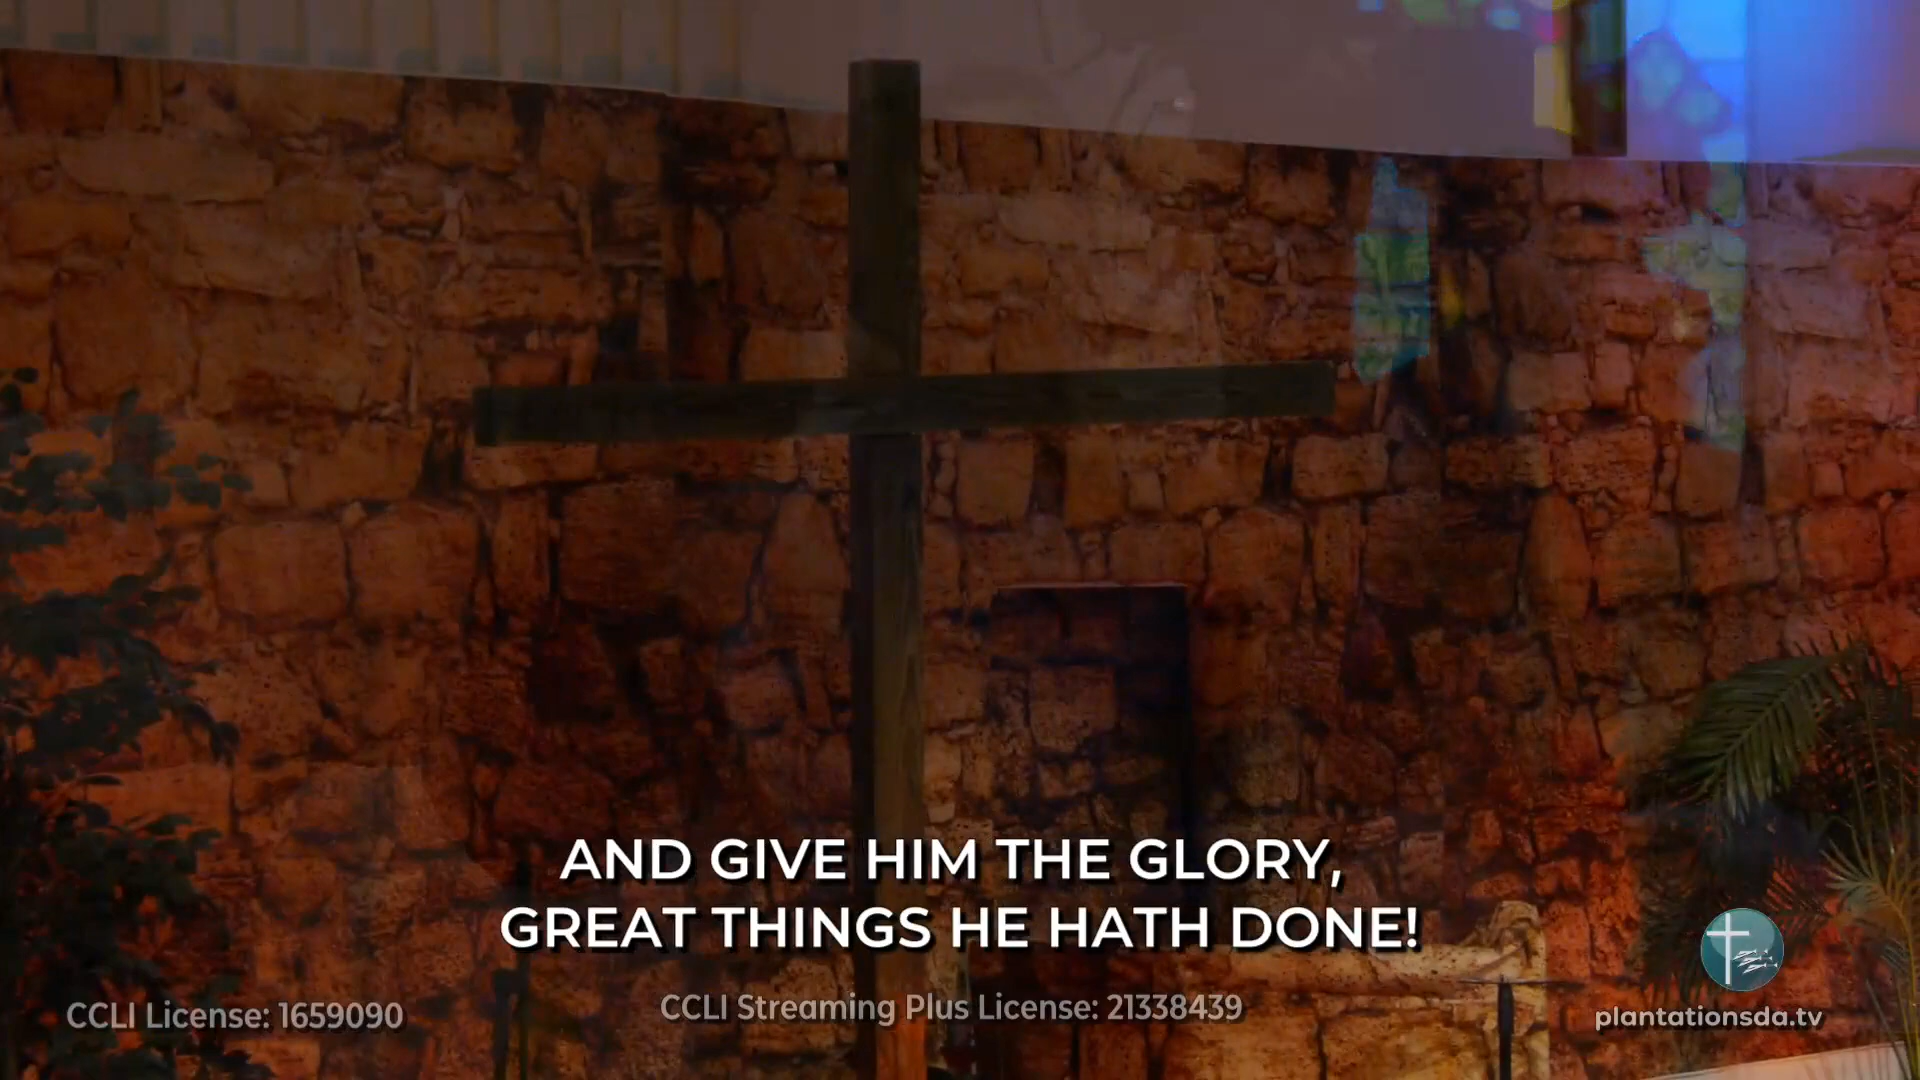 AND GIVE HIM THE GLORY,
GREAT THINGS HE HATH DONE!
CCLI License: 1659090
CCLI Streaming Plus License: 21338439
plantationsda.tv